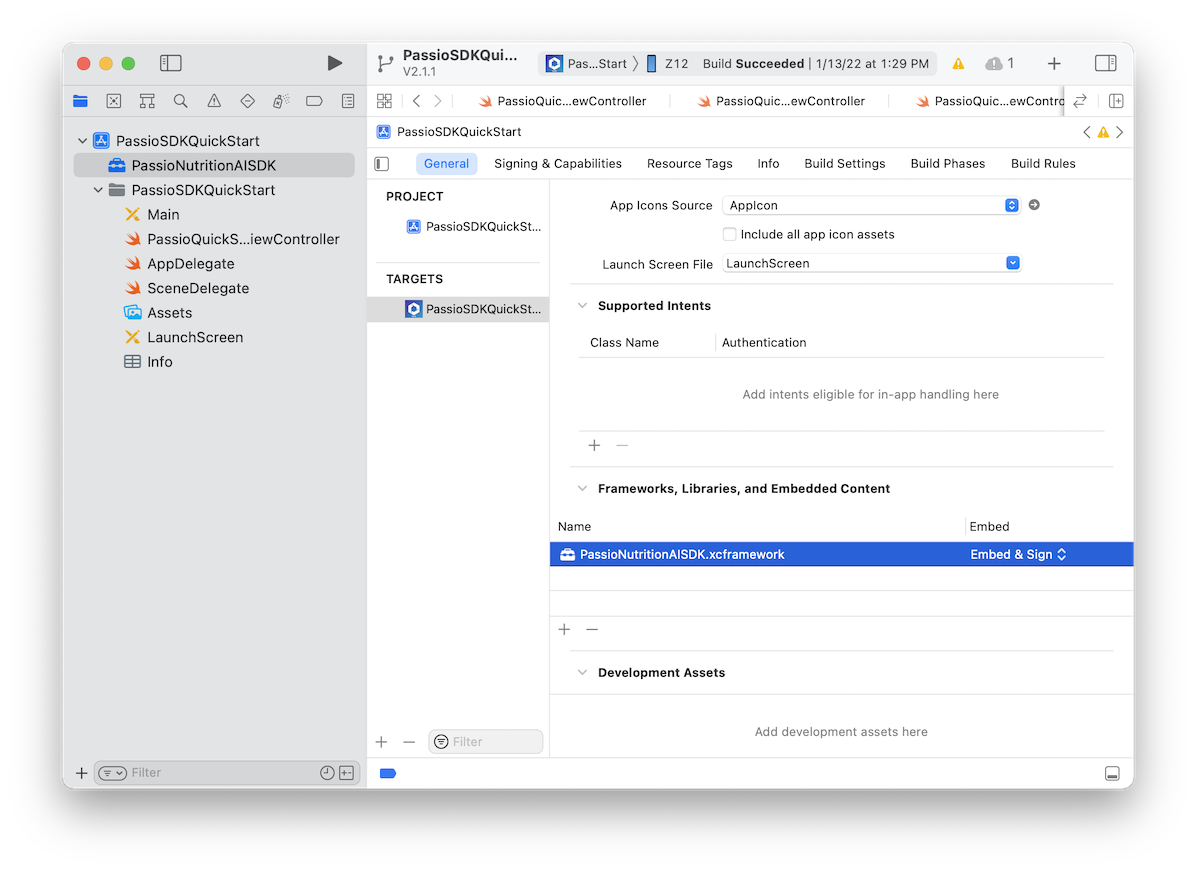 PassioSDKQui...
V2.1.1
Pas...Start
Z12
Build Succeeded | 1/13/22 at 1:29 PM
1
PassioQuic...ewController
PassioQuic...ewController
PassioQuic...ewContro
PassioSDKQuickStart
PassioNutritionAISDK
PassioSDKQuickStart
Main
PassioQuickS...iewController
AppDelegate
SceneDelegate
Assets
LaunchScreen
Info
Filter
PassioSDKQuickStart
General
Signing & Capabilities
Resource Tags
Info
Build Settings
Build Phases
Build Rules
PROJECT
PassioSDKQuickSt...
TARGETS
PassioSDKQuickSt...
Filter
App Icons Source
AppIcon
Include all app icon assets
Launch Screen File
LaunchScreen
Supported Intents
Class Name
Authentication
Add intents eligible for in-app handling here
Frameworks, Libraries, and Embedded Content
Name
Embed
PassioNutritionAISDK.xcframework
Embed & Sign
Development Assets
Add development assets here